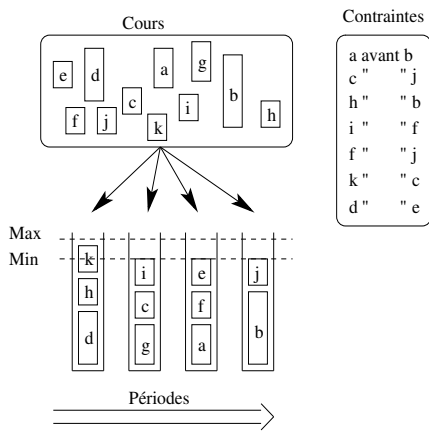 Cours
e d a g
c i b
f j k h
Contraintes
a avant b
c " " j
h " " b
i " " f
f " " j
k " " c
d " " e
Max
Min
k i e j
h c f
d g a b
Périodes